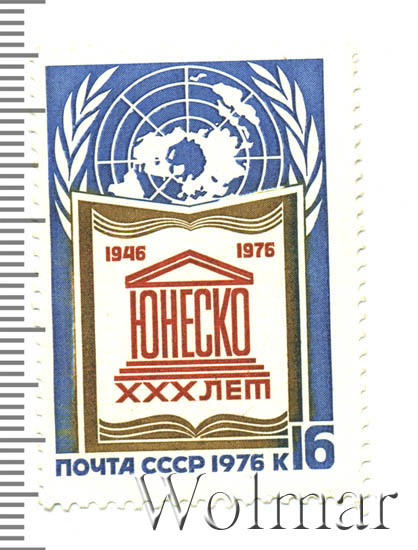 1946 1976
ЮНЕСКО
XXX ЛЕТ
ПОЧТА СССР 1976 К 16
Wolmar